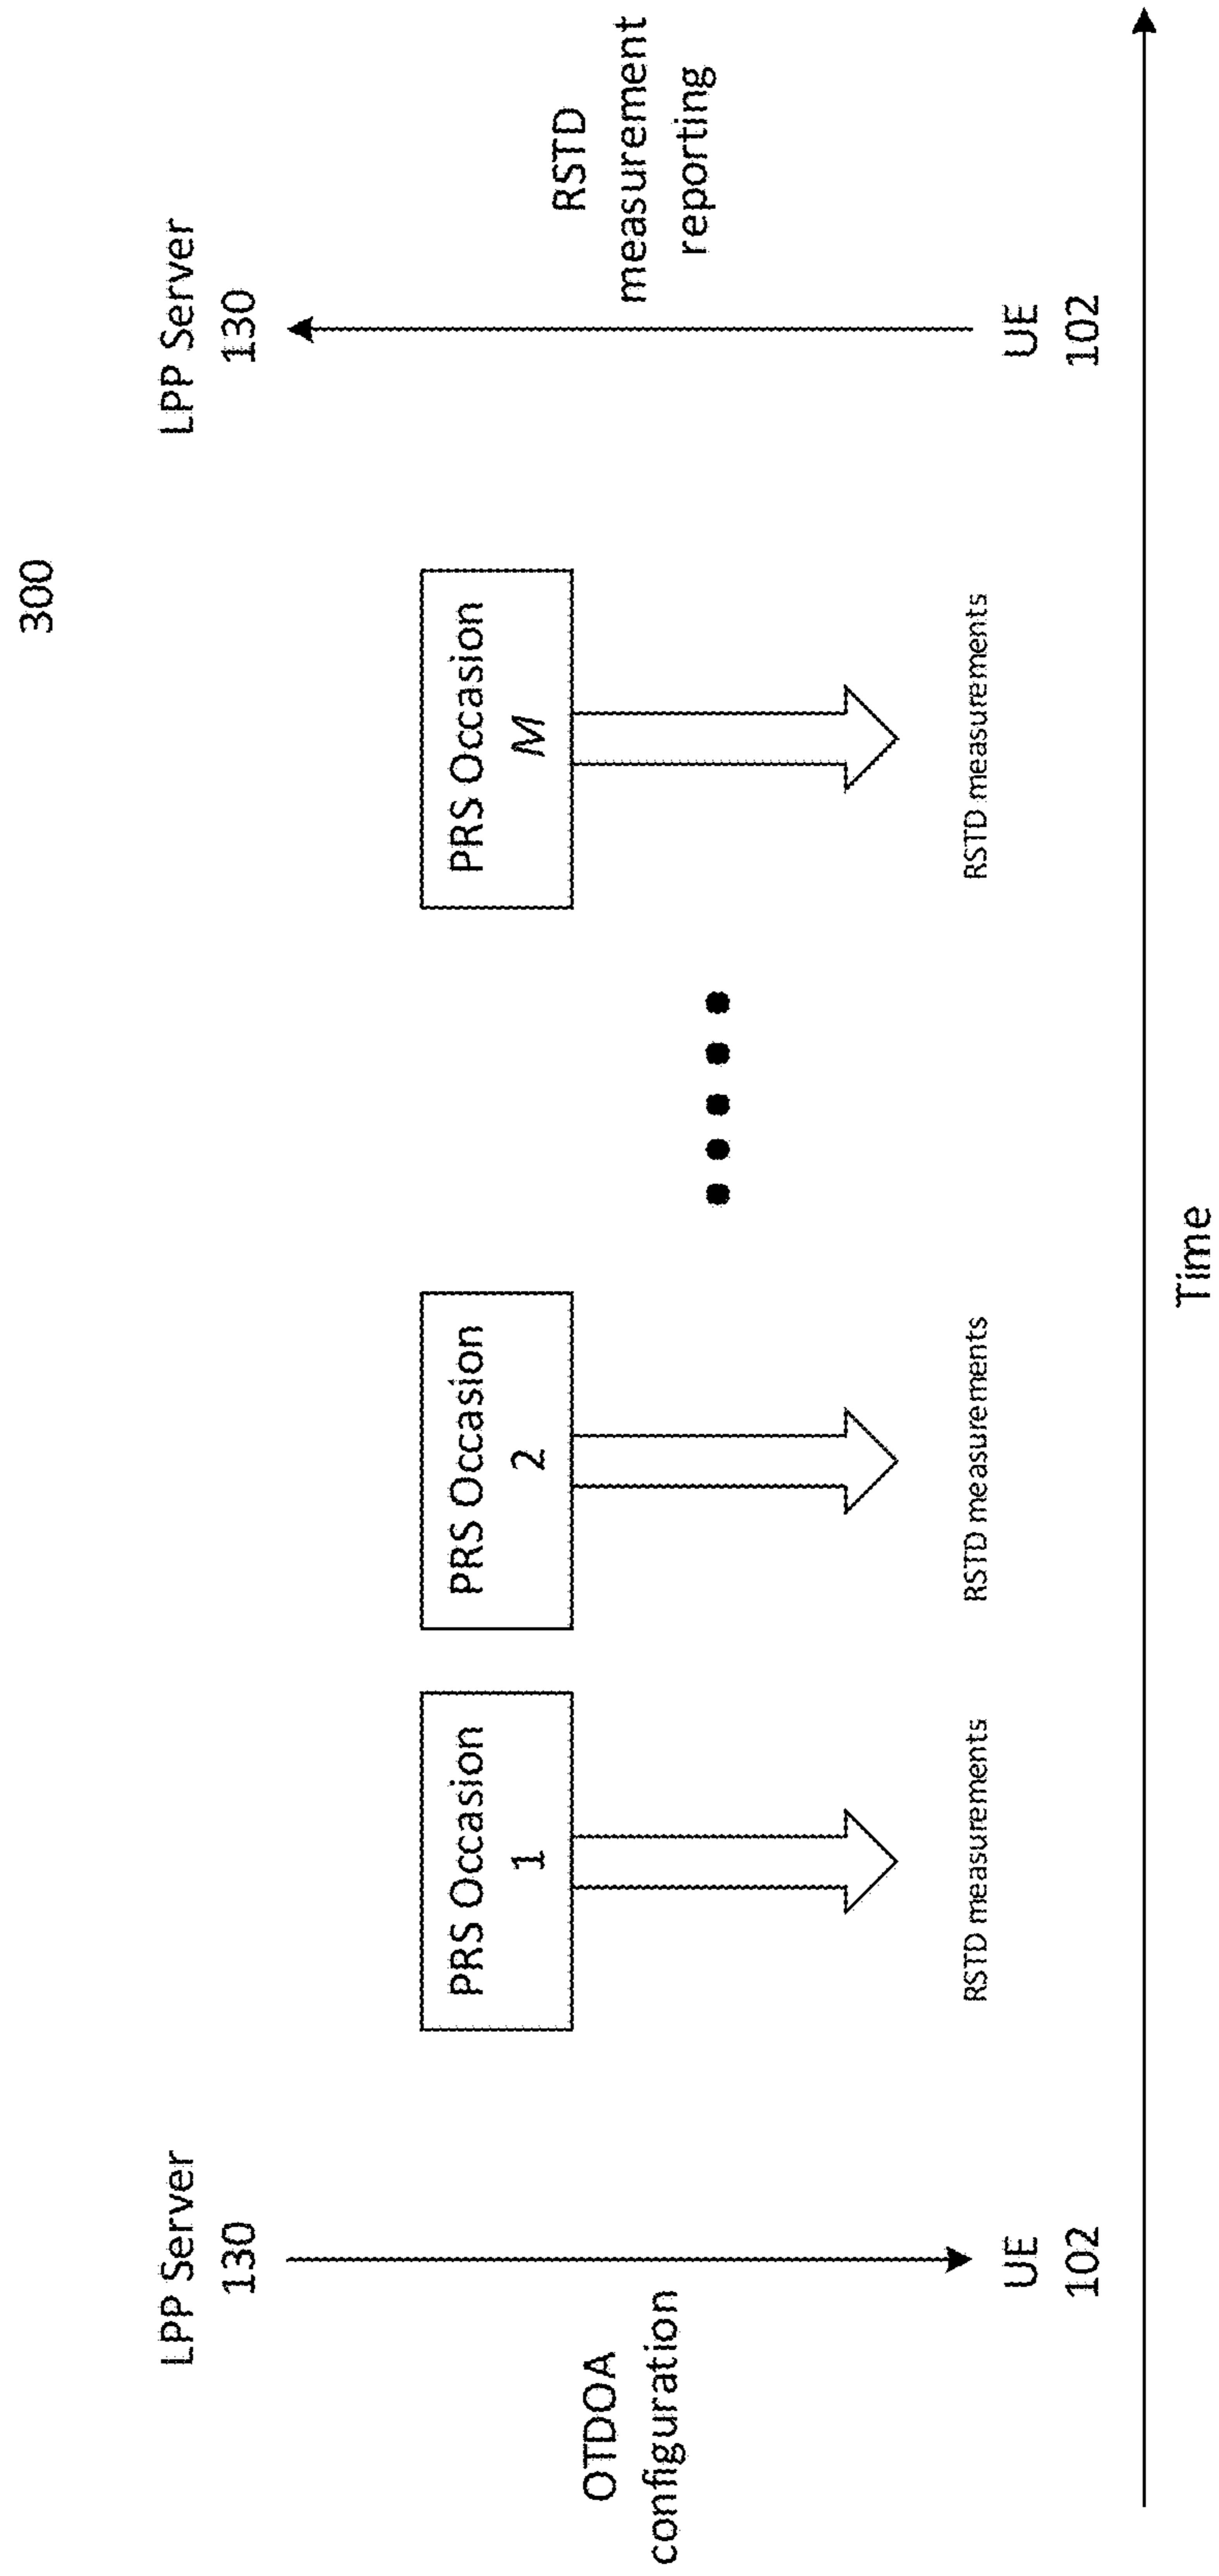 300
LPP Server
130
OTDOA
configuration
UE
102
PRS Occasion
1
RSTD measurements
PRS Occasion
2
RSTD measurements
PRS Occasion
M
RSTD measurements
LPP Server
130
RSTD
measurement
reporting
UE
102
Time